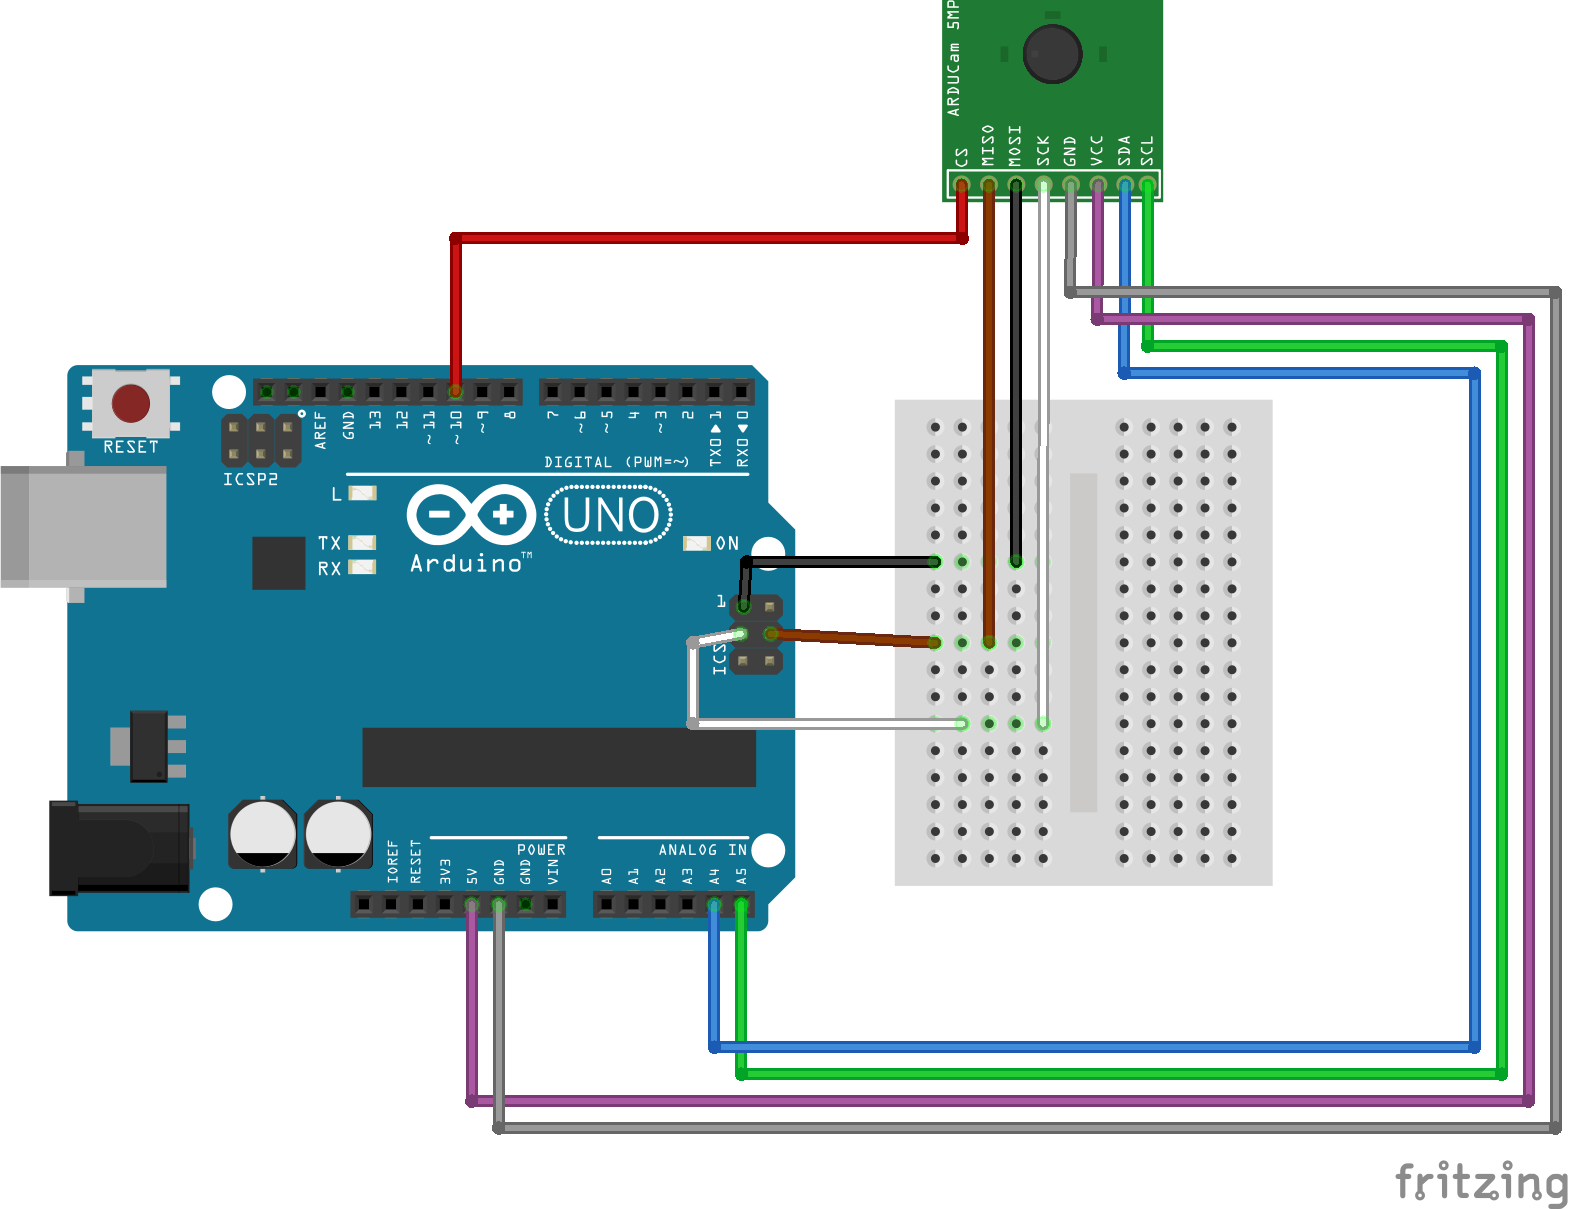 ARDUCam 5MP
CS
MISO
MOSI
SCK
GND
VCC
SDA
SCL
RESET
ICSP2
AREF
GND
13
12
~11
~10
~9
8
7
~6
~5
4
~3
2
TX0▶1
RX0◀0
DIGITAL (PWM=~)
L
TX
RX
UNO
Arduino™
ON
1
ICS
IOREF
RESET
3V3
5V
GND
GND
VIN
POWER
A0
A1
A2
A3
A4
A5
ANALOG IN
fritzing